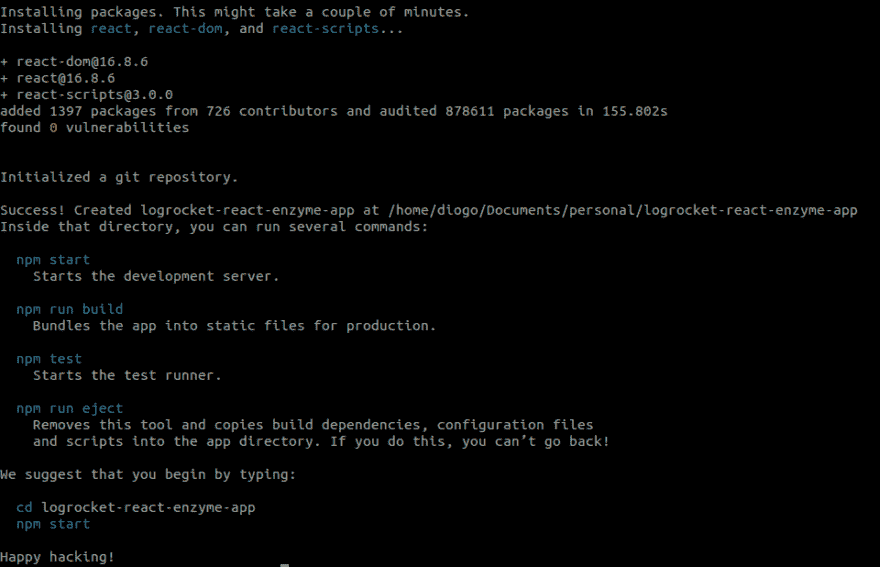 Installing packages. This might take a couple of minutes.
Installing react, react-dom, and react-scripts...
+ react-dom@16.8.6
+ react@16.8.6
+ react-scripts@3.0.0
added 1397 packages from 726 contributors and audited 878611 packages in 155.802s
found 0 vulnerabilities
Initialized a git repository.
Success! Created logrocket-react-enzyme-app at /home/diogo/Documents/personal/logrocket-react-enzyme-app
Inside that directory, you can run several commands:
npm start
Starts the development server.
npm run build
Bundles the app into static files for production.
npm test
Starts the test runner.
npm run eject
Removes this tool and copies build dependencies, configuration files
and scripts into the app directory. If you do this, you can’t go back!
We suggest that you begin by typing:
cd logrocket-react-enzyme-app
npm start
Happy hacking!